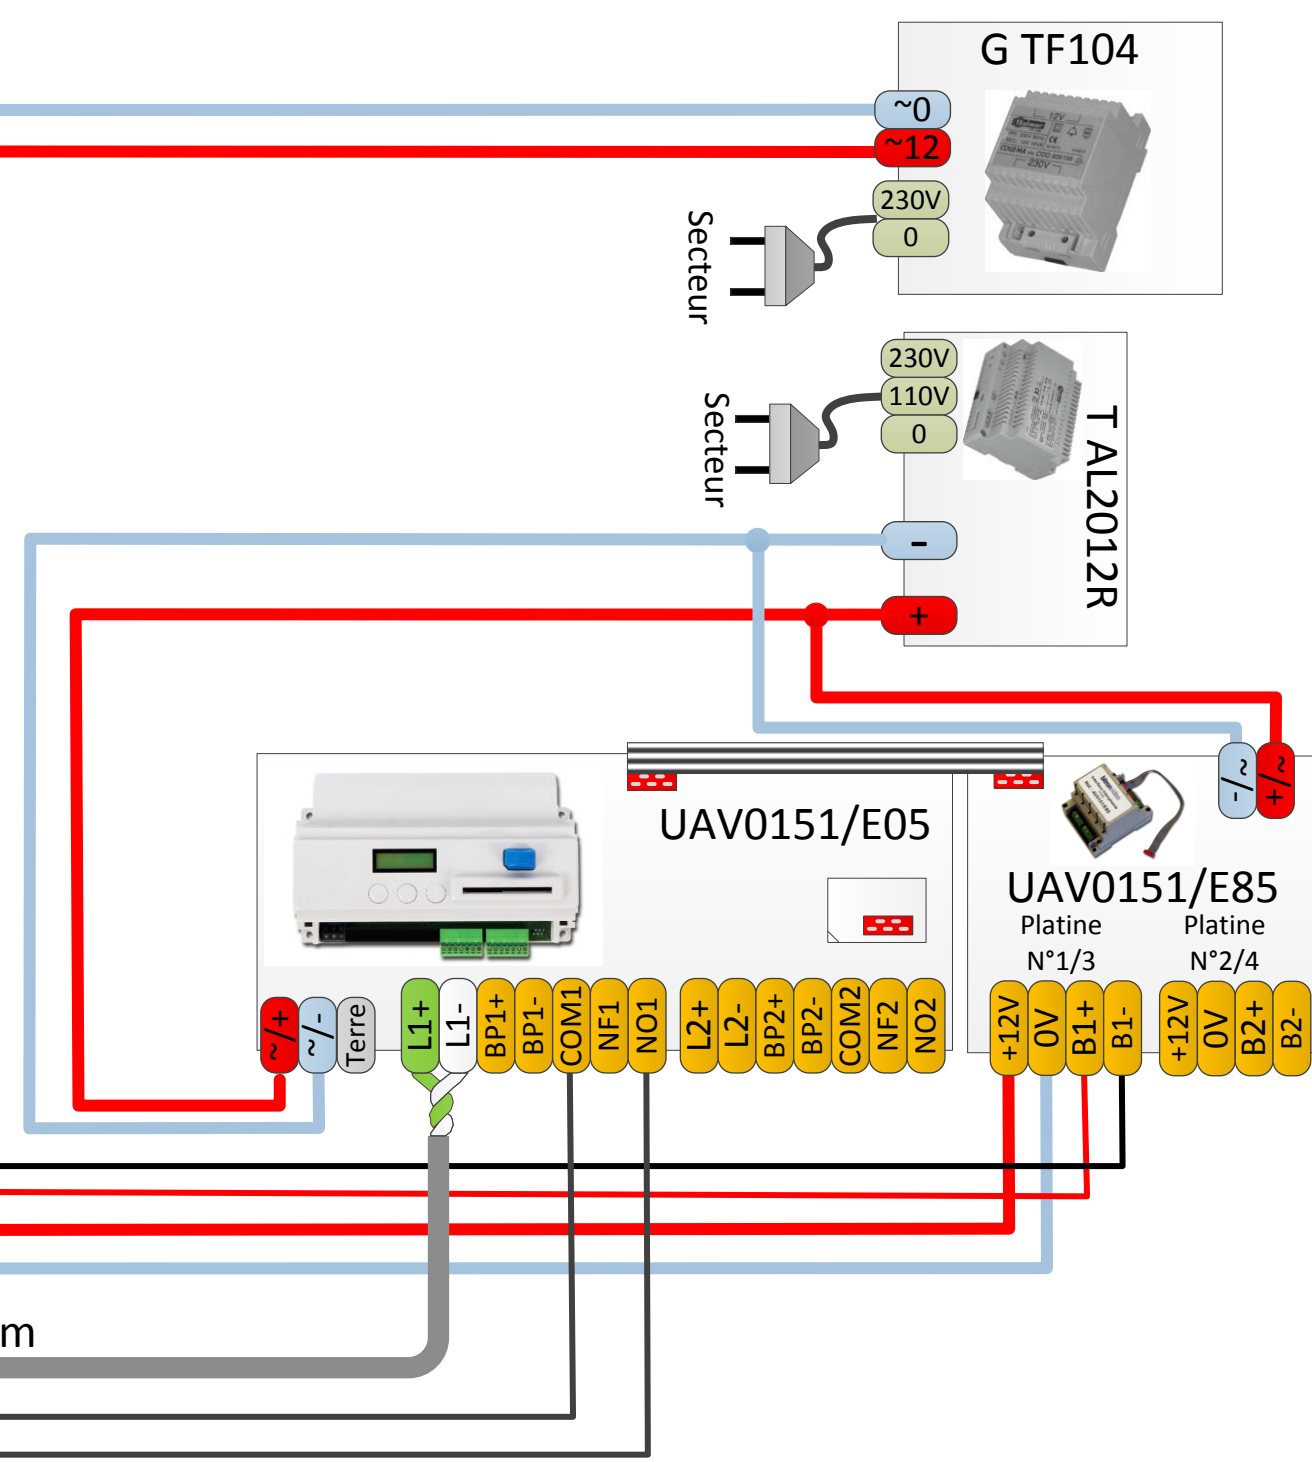 G TF104
~0
~12
230V
0
Secteur
12V
230V
230V
110V
0
Secteur
T AL2012R
-
+
~/-
~/+
UAV0151/E05
UAV0151/E85
Platine
N°1/3
Platine
N°2/4
~/+
~/-
Terre
L1+
L1-
BP1+
BP1-
COM1
NF1
NO1
L2+
L2-
BP2+
BP2-
COM2
NF2
NO2
+12V
0V
B1+
B1-
+12V
0V
B2+
B2-
m